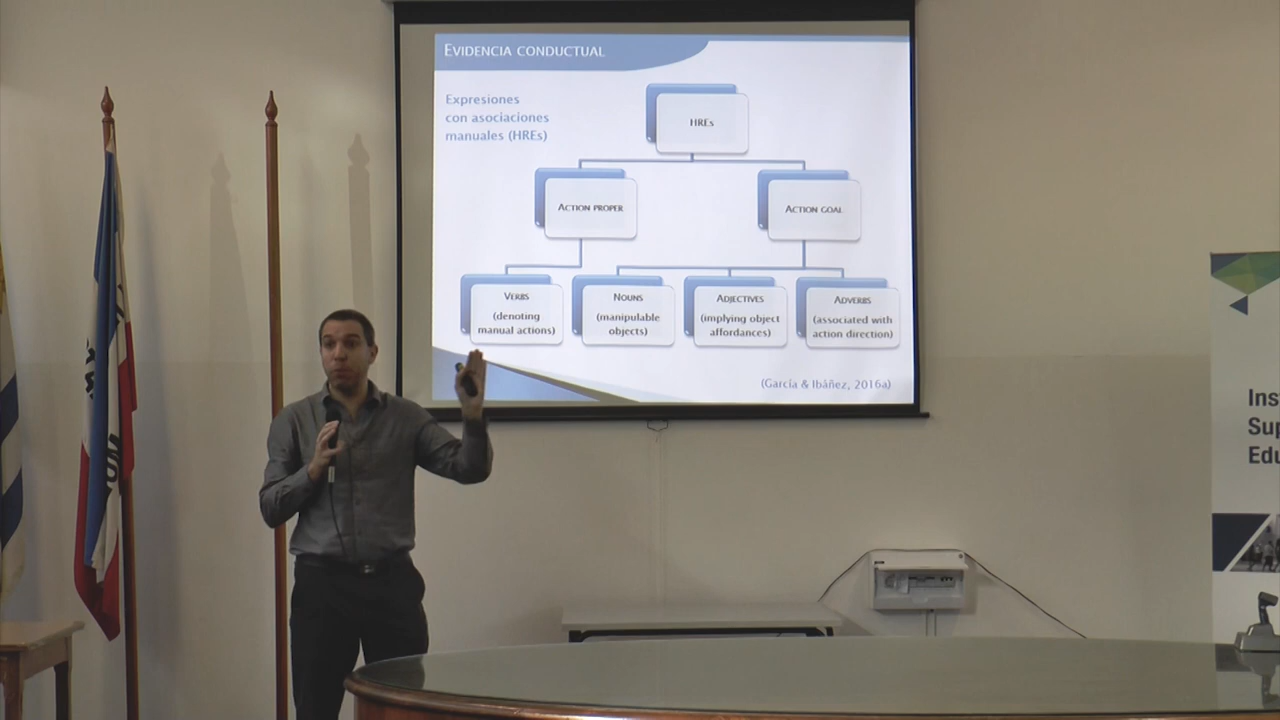 EVIDENCIA CONDUCTUAL
Expresiones
con asociaciones
manuales (HREs)
HREs
ACTION PROPER
ACTION GOAL
VERBS
(denoting
manual actions)
NOUNS
(manipulable
objects)
ADJECTIVES
(implying object
affordances)
ADVERBS
(associated with
action direction)
(García & Ibáñez, 2016a)
Ins
Sup
Edu